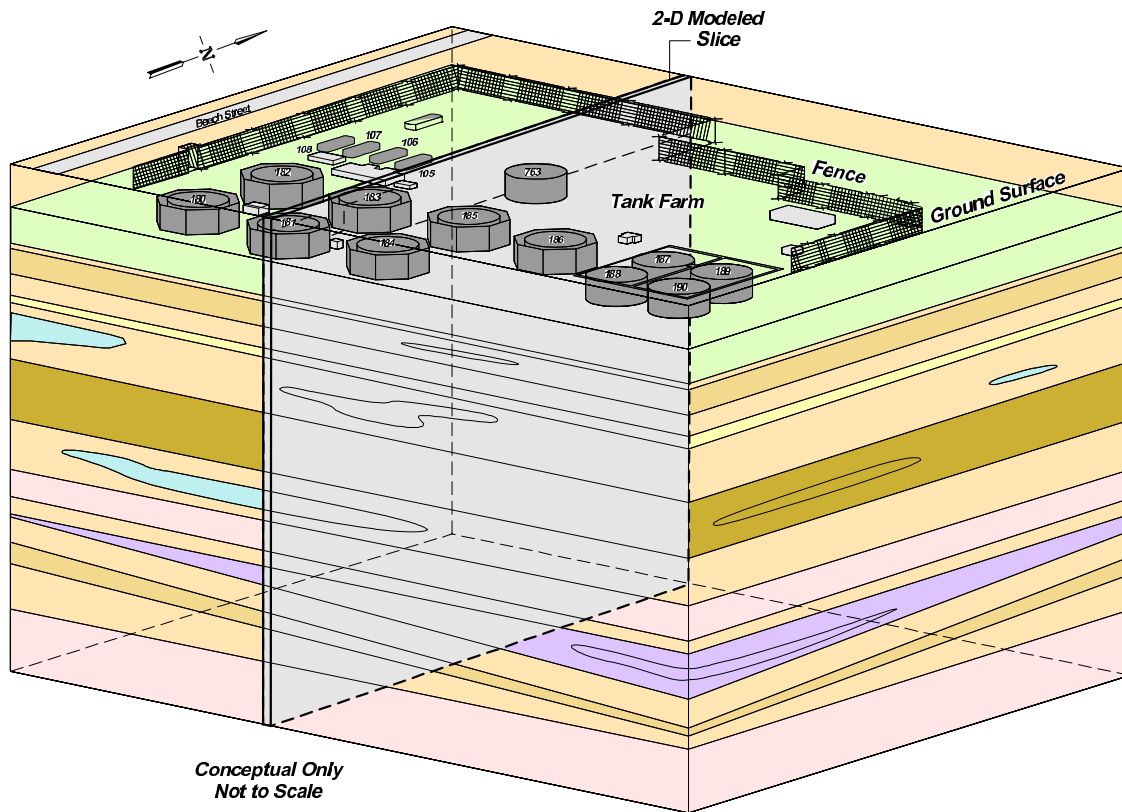 2-D Modeled
Slice
N
Beech Street
107
108
106
105
182
180
183
181
185
184
763
186
Tank Farm
Fence
Ground Surface
187
188
189
190
Conceptual Only
Not to Scale